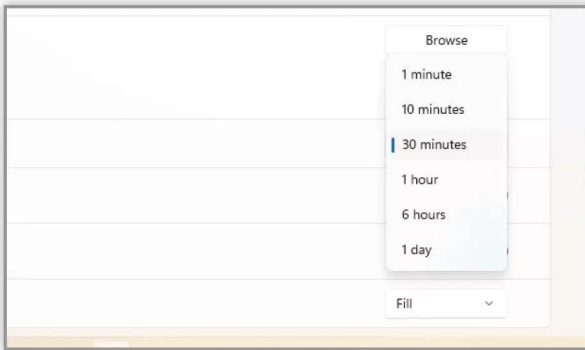 Browse
1 minute
10 minutes
30 minutes
1 hour
6 hours
1 day
Fill